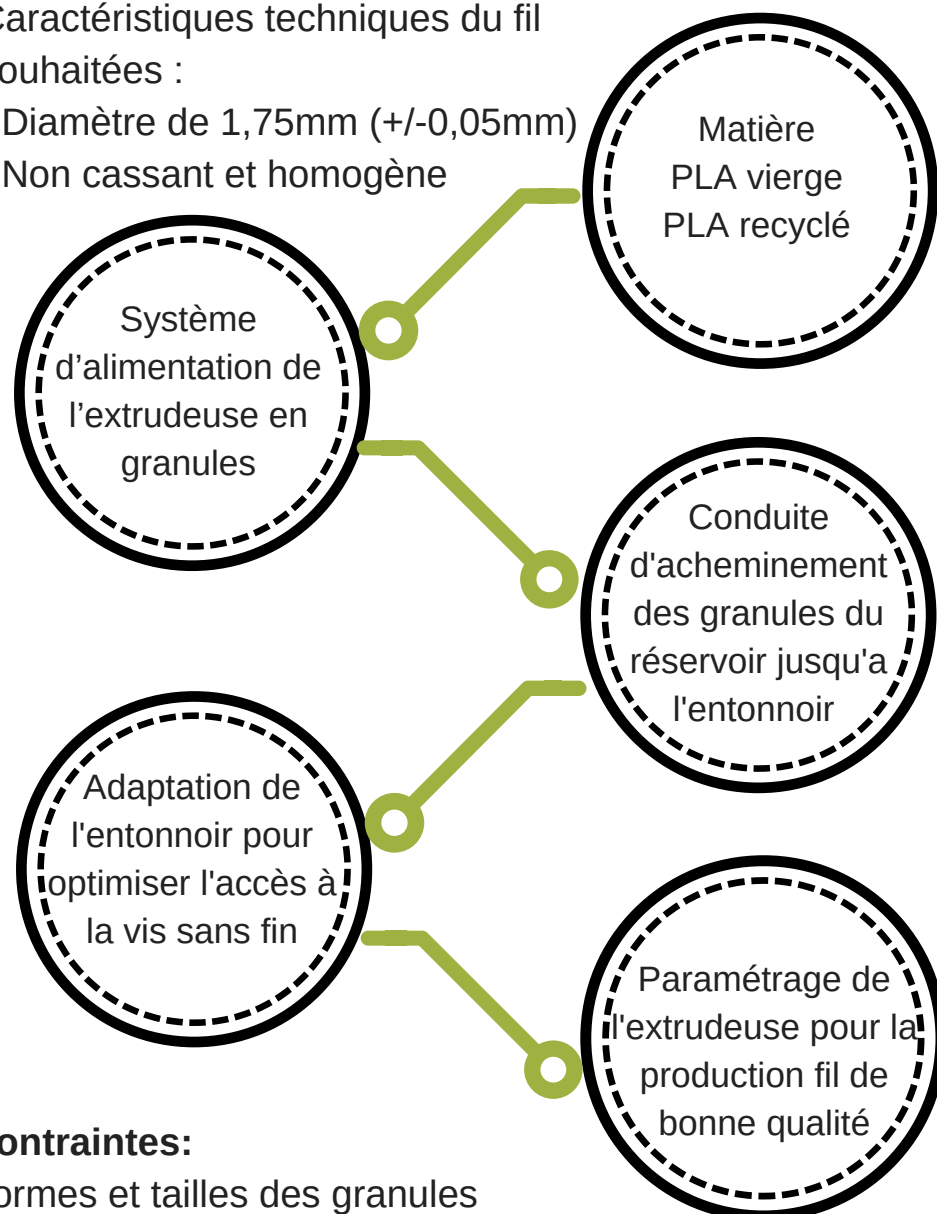 Caractéristiques techniques du fil
souhaitées :
Diamètre de 1,75mm (+/-0,05mm)
Non cassant et homogène
Matière
PLA vierge
PLA recyclé
Système
d’alimentation de
l’extrudeuse en
granules
Conduite
d'acheminement
des granules du
réservoir jusqu'a
l'entonnoir
Adaptation de
l'entonnoir pour
optimiser l'accès à
la vis sans fin
Paramétrage de
l'extrudeuse pour la
production fil de
bonne qualité
ontraintes:
ormes et tailles des granules